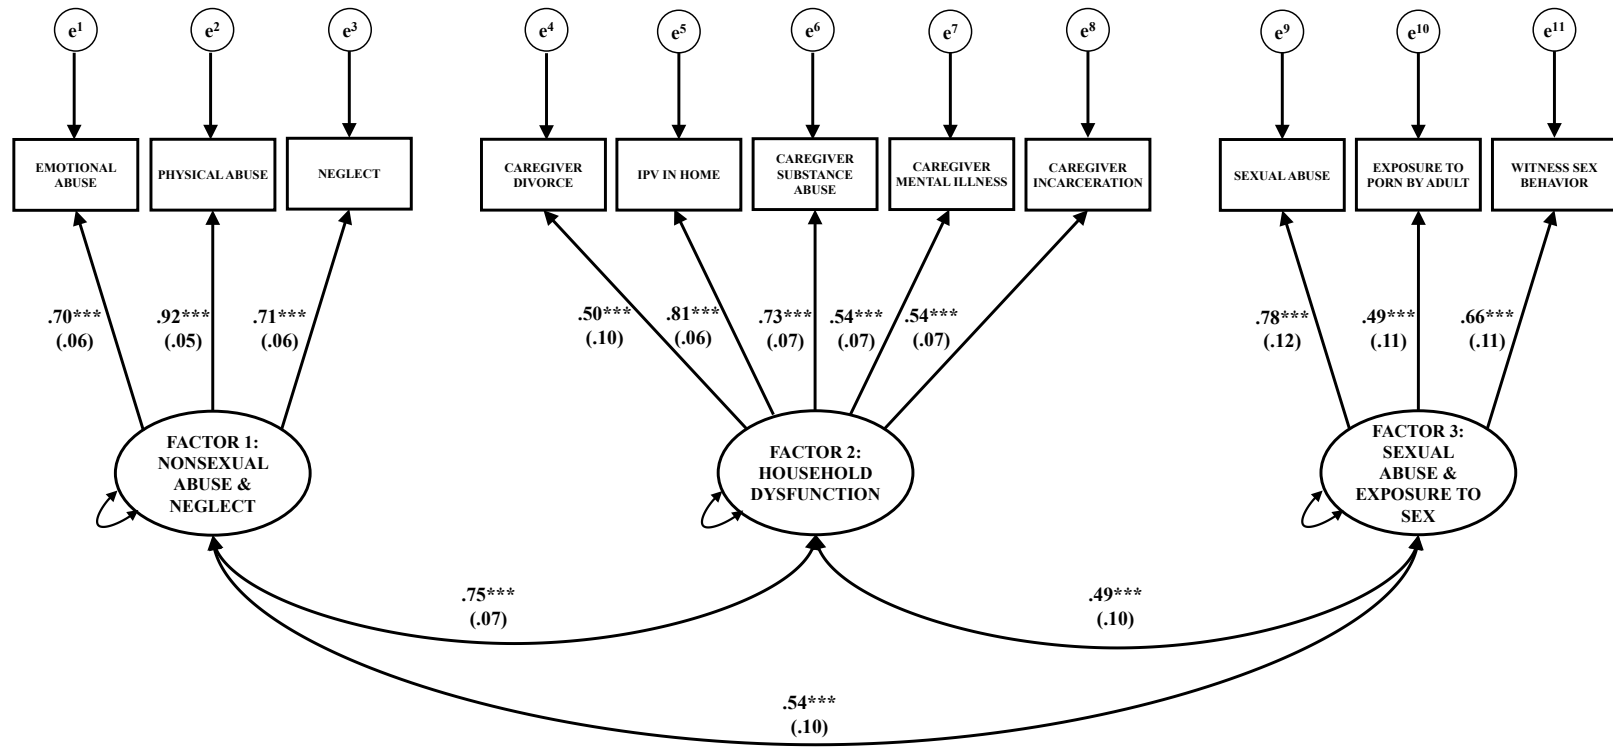 e1
e2
e3
e4
e5
e6
e7
e8
e9
e10
e11
EMOTIONAL
ABUSE
PHYSICAL ABUSE
NEGLECT
CAREGIVER
DIVORCE
IPV IN HOME
CAREGIVER
SUBSTANCE
ABUSE
CAREGIVER
MENTAL ILLNESS
CAREGIVER
INCARCERATION
SEXUAL ABUSE
EXPOSURE TO
PORN BY ADULT
WITNESS SEX
BEHAVIOR
.70***
(.06)
.92***
(.05)
.71***
(.06)
.50***
(.10)
.81***
(.06)
.73***
(.07)
.54***
(.07)
.54***
(.07)
.78***
(.12)
.49***
(.11)
.66***
(.11)
FACTOR 1:
NONSEXUAL
ABUSE &
NEGLECT
FACTOR 2:
HOUSEHOLD
DYSFUNCTION
FACTOR 3:
SEXUAL
ABUSE &
EXPOSURE TO
SEX
.75***
(.07)
.49***
(.10)
.54***
(.10)